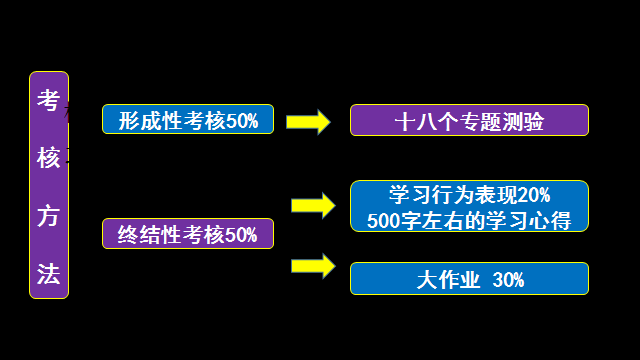 考核方法
形成性考核50%
十八个专题测验
学习行为表现20%
500字左右的学习心得
终结性考核50%
大作业 30%